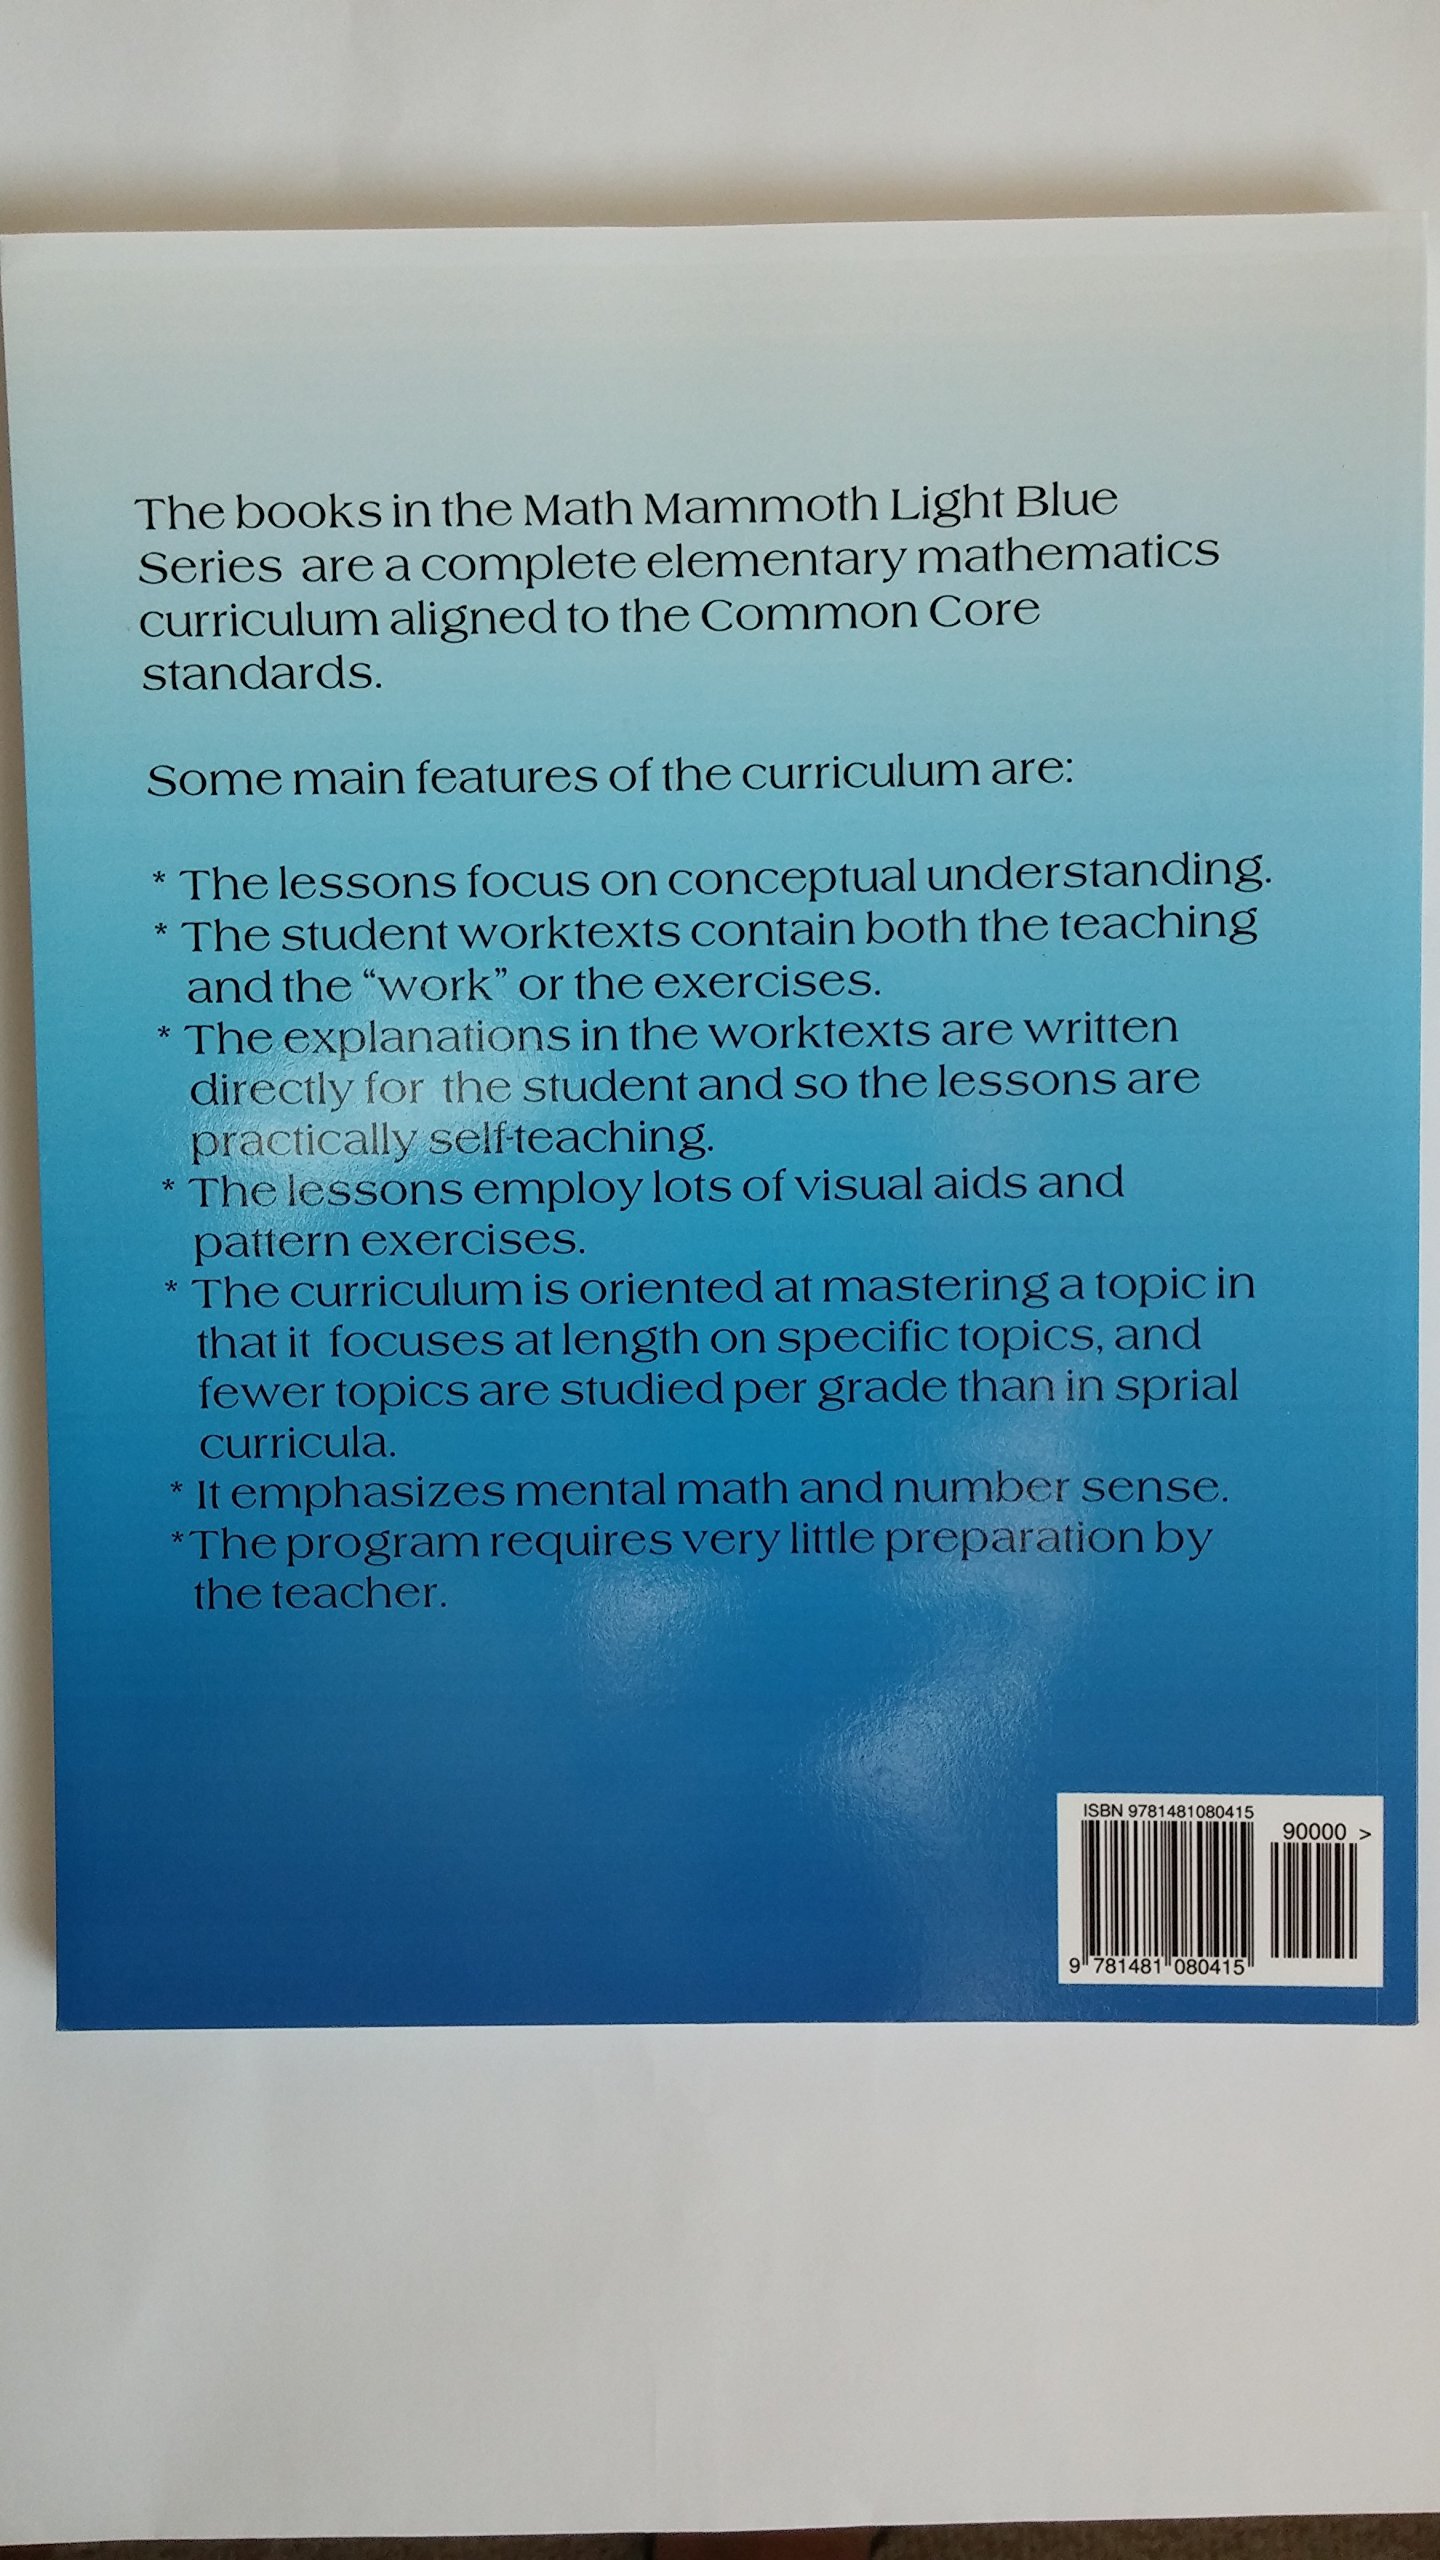 The books in the Math Mammoth Light Blue
Series are a complete elementary mathematics
curriculum aligned to the Common Core
standards.
Some main features of the curriculum are:
* The lessons focus on conceptual understanding.
* The student worktexts contain both the teaching
and the “work” or the exercises.
* The explanations in the worktexts are written
directly for the student and so the lessons are
practically self-teaching.
* The lessons employ lots of visual aids and
pattern exercises.
* The curriculum is oriented at mastering a topic in
that it focuses at length on specific topics, and
fewer topics are studied per grade than in sprial
curricula.
* It emphasizes mental math and number sense.
*The program requires very little preparation by
the teacher.
ISBN 9781481080415
90000 >
9 781481 080415